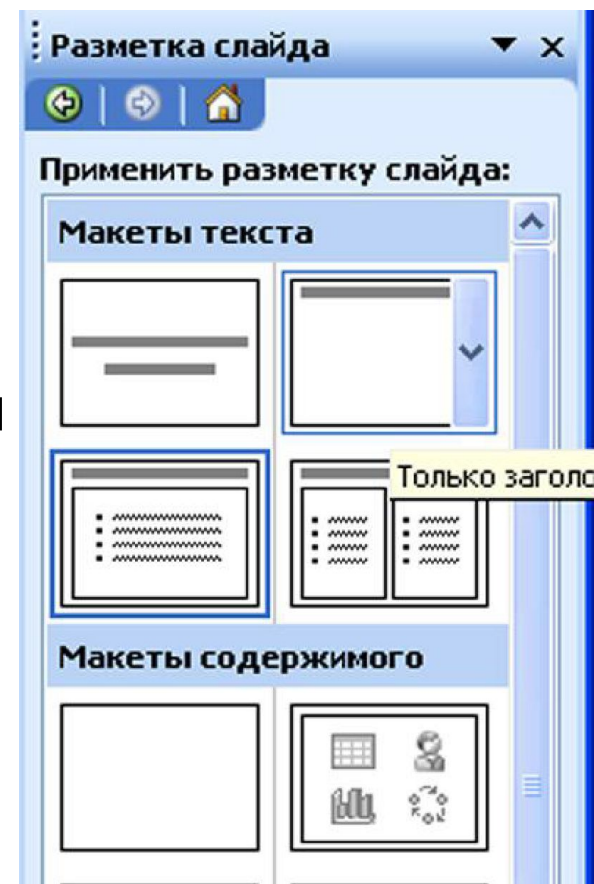 Разметка слайда
Применить разметку слайда:
Макеты текста
Только заголо
Макеты содержимого